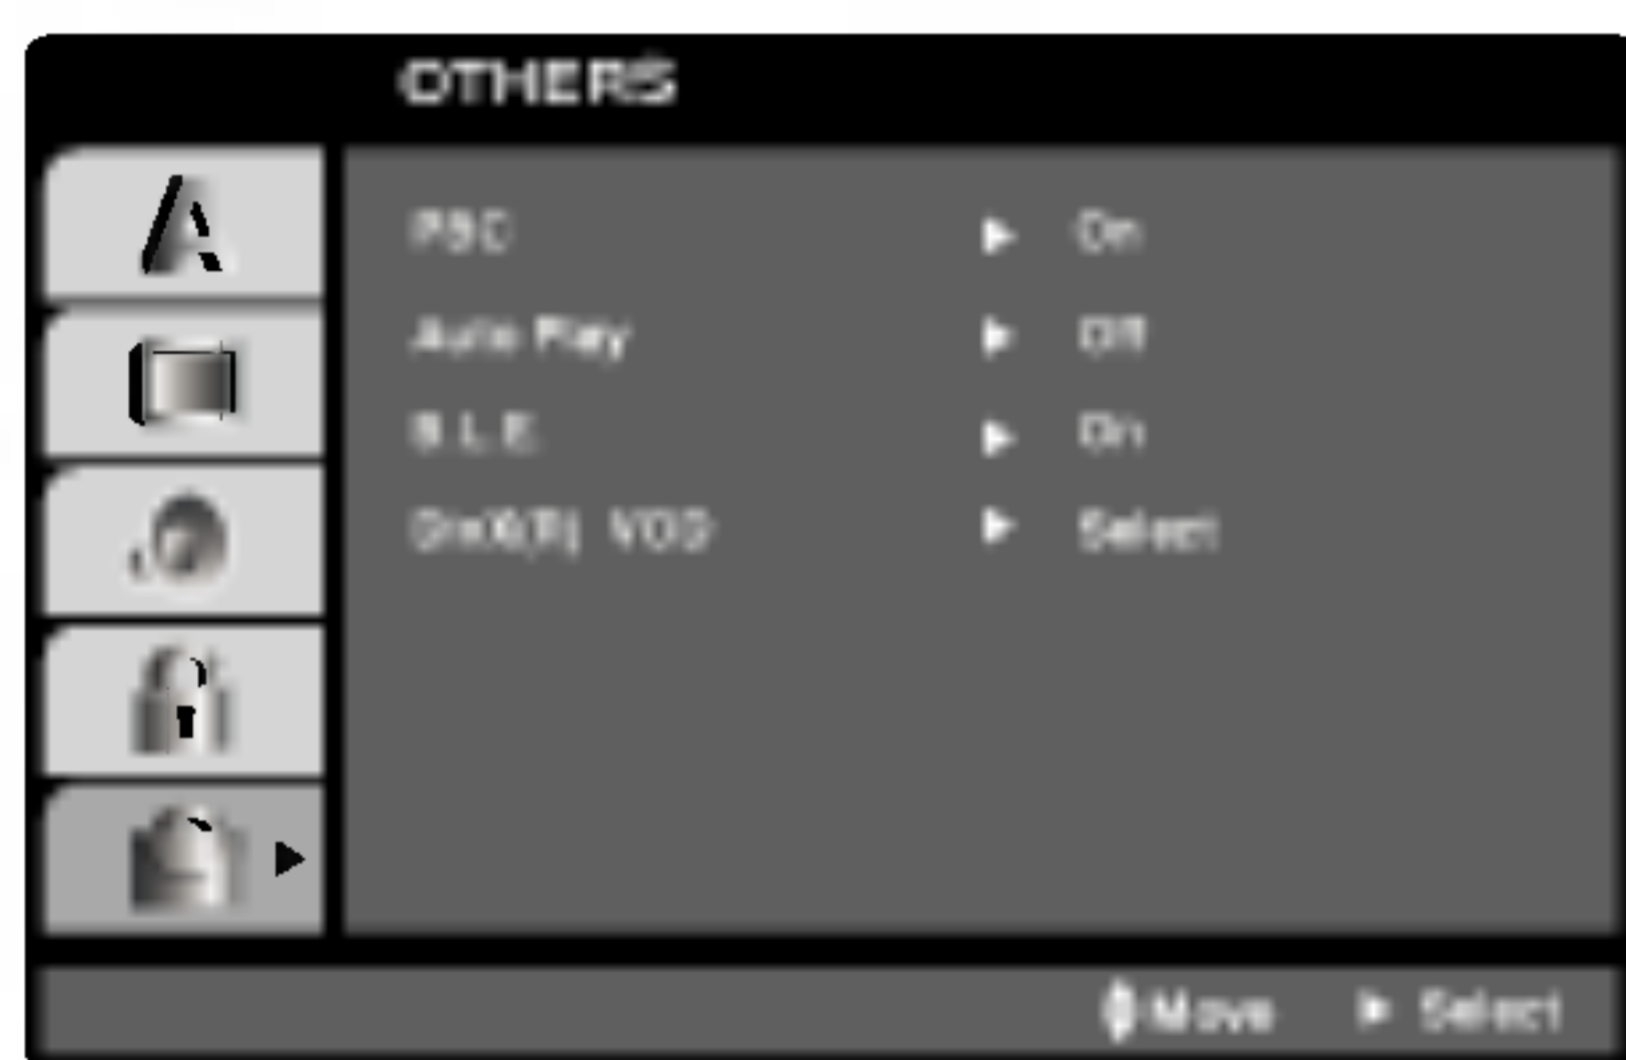 OTHERS
PBC On
Auto Play Off
B.L.E. On
DivX(R) VOD Select
Move Select